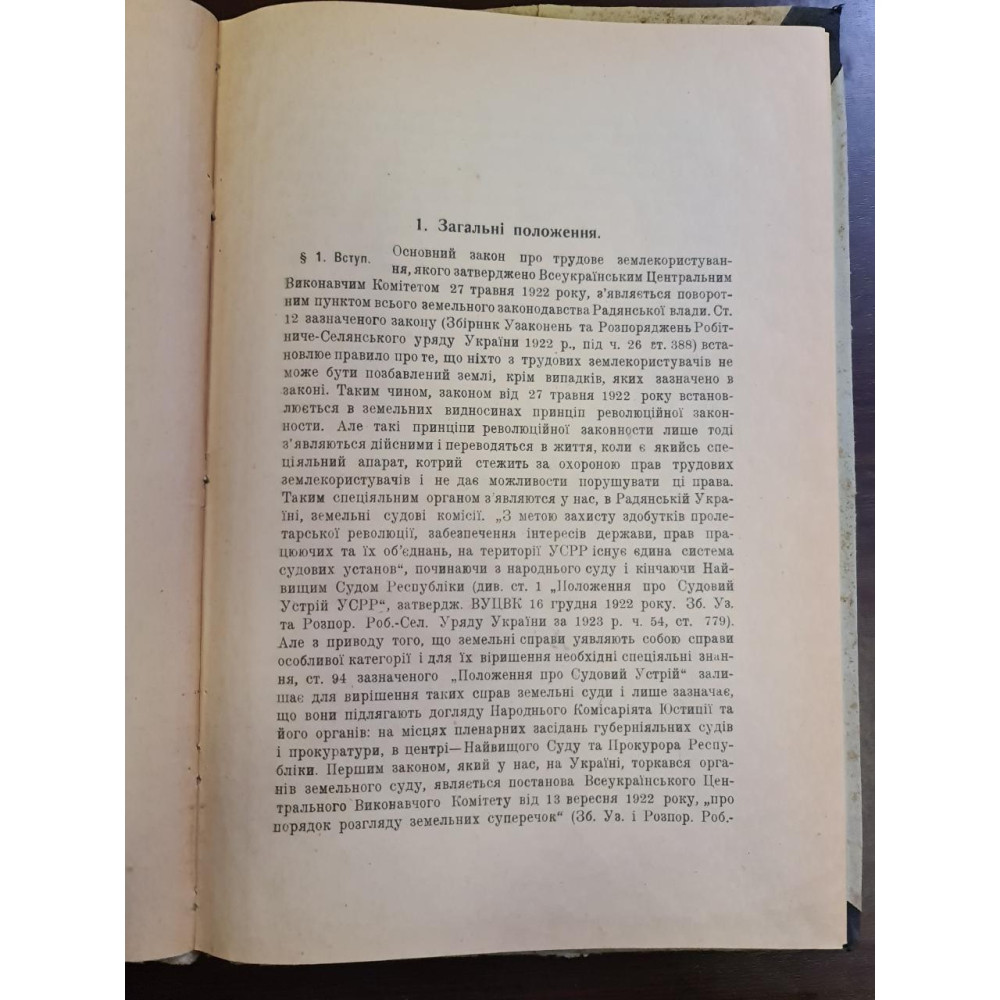 1. Загальні положення.
§ 1. Вступ. Основний закон про трудове землекористуван-
ня, якого затверджено Всеукраїнським Центральним
Виконавчим Комітетом 27 травня 1922 року, з'являється поворот-
ним пунктом всього земельного законодавства Радянської влади. Ст.
12 зазначеного закону (Збірник Узаконень та Розпоряджень Робіт-
ниче-Селянського уряду України 1922 р., під ч. 26 ст. 388) вста-
новлює правило про те, що ніхто з трудових землекористувачів не
може бути позбавлений землі, крім випадків, яких зазначено в
законі. Таким чином, законом від 27 травня 1922 року встанов-
люється в земельних видносинах принціп революційної закон-
ности. Але такі принціпи революційної законности лише тоді
з'являються дійсними і переводяться в життя, коли є якийсь спе-
ціяльний апарат, котрий стежить за охороною прав трудових
землекористувачів і не дає можливости порушувати ці права.
Таким спеціяльним органом з'являются у нас, в Радянській Укра-
їні, земельні судові комісії. „З метою захисту здобутків проле-
тарської революції, забезпечення інтересів держави, прав пра-
цюючих та їх об'єднань, на території УСРР існує єдина система
судових установ“, починаючи з народнього суду і кінчаючи Най-
вищим Судом Республіки (див. ст. 1 „Положення про Судовий
Устрій УСРР“, затвердж. ВУЦВК 16 грудня 1922 року. Зб. Уз.
та Розпор. Роб.-Сел. Уряду України за 1923 р. ч. 54, ст. 779).
Але з приводу того, що земельні справи уявляють собою справи
особливої категорії і для їх вірішення необхідні спеціяльні знан-
ня, ст. 94 зазначеного „Положення про Судовий Устрій“ зали-
шає для вирішення таких справ земельні суди і лише зазначає,
що вони підлягають догляду Народнього Комісаріята Юстиції та
його органів: на місцях пленарних засідань губерніяльних судів
і прокуратури, в центрі—Найвищого Суду та Прокурора Респу-
бліки. Першим законом, який у нас, на Україні, торкався орга-
нів земельного суду, являється постанова Всеукраїнського Цен-
трального Виконавчого Комітету від 13 вересня 1922 року, „про
порядок розгляду земельних суперечок“ (Зб. Уз. і Розпор. Роб.-